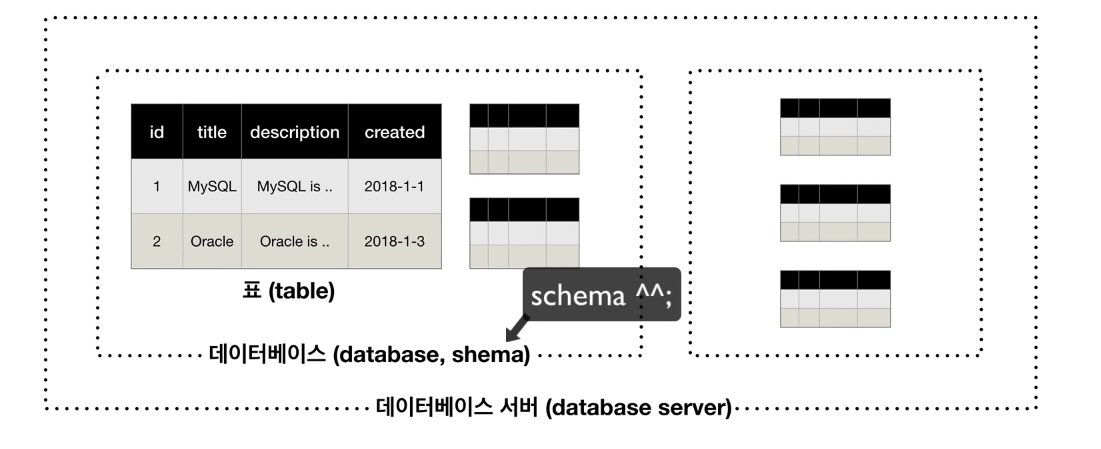 id title description created
1 MySQL MySQL is .. 2018-1-1
2 Oracle Oracle is .. 2018-1-3
표 (table)
schema ^^;
데이터베이스 (database, shema)
데이터베이스 서버 (database server)